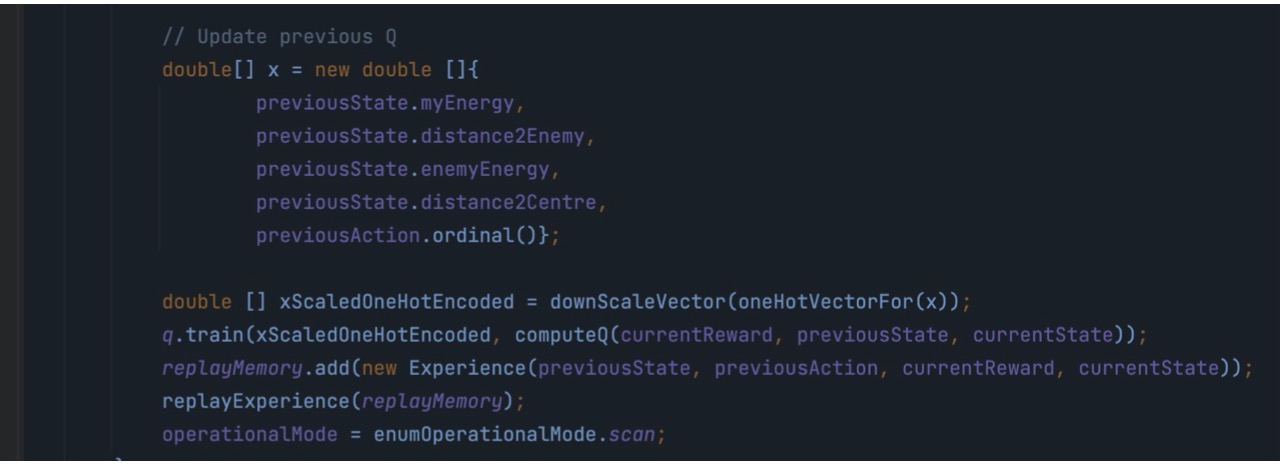 // Update previous Q
double[] x = new double []{
previousState.myEnergy,
previousState.distance2Enemy,
previousState.enemyEnergy,
previousState.distance2Centre,
previousAction.ordinal()};
double [] xScaledOneHotEncoded = downScaleVector(oneHotVectorFor(x));
q.train(xScaledOneHotEncoded, computeQ(currentReward, previousState, currentState));
replayMemory.add(new Experience(previousState, previousAction, currentReward, currentState));
replayExperience(replayMemory);
operationalMode = enumOperationalMode.scan;